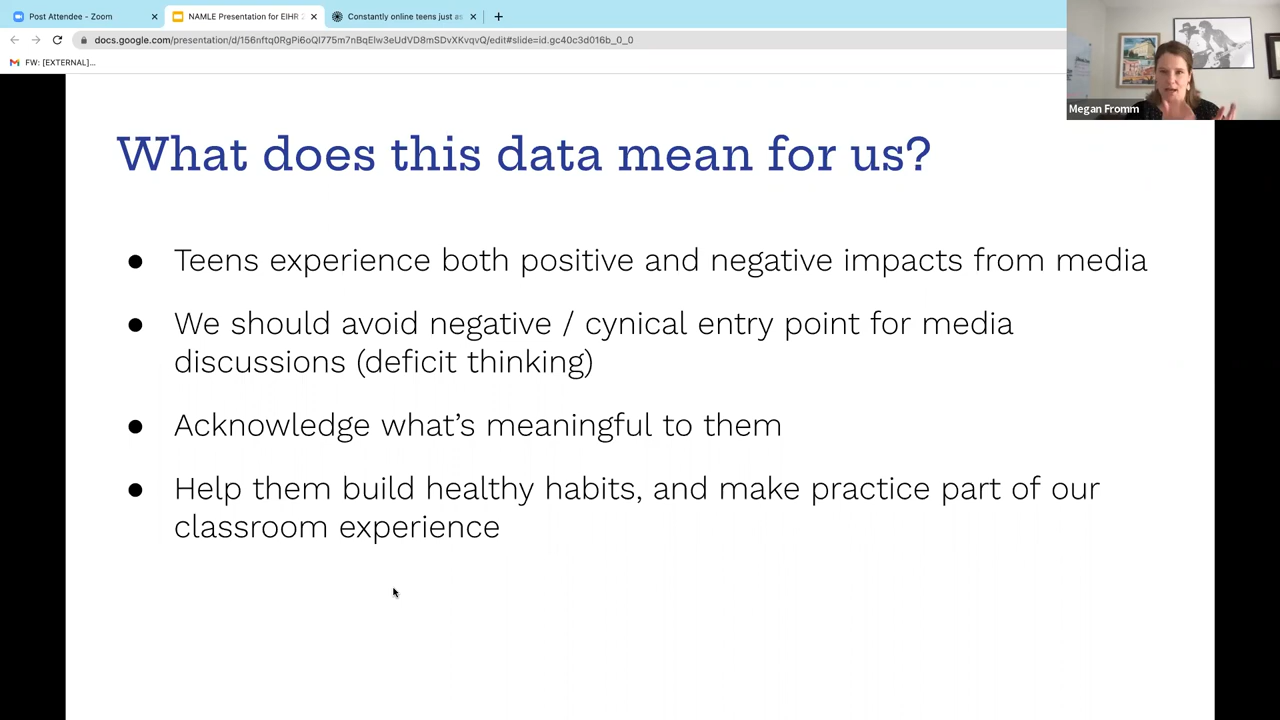 Post Attendee - Zoom
NAMLE Presentation for EIHR 2
Constantly online teens just as
docs.google.com/presentation/d/156nftq0RgPi6oQI775m7nBqEIw3eUdVD8mSDvXKvqvQ/edit#slide=id.gc40c3d016b_0_0
FW: [EXTERNAL]...
Megan Fromm
What does this data mean for us?
● Teens experience both positive and negative impacts from media
● We should avoid negative / cynical entry point for media
discussions (deficit thinking)
● Acknowledge what's meaningful to them
● Help them build healthy habits, and make practice part of our
classroom experience